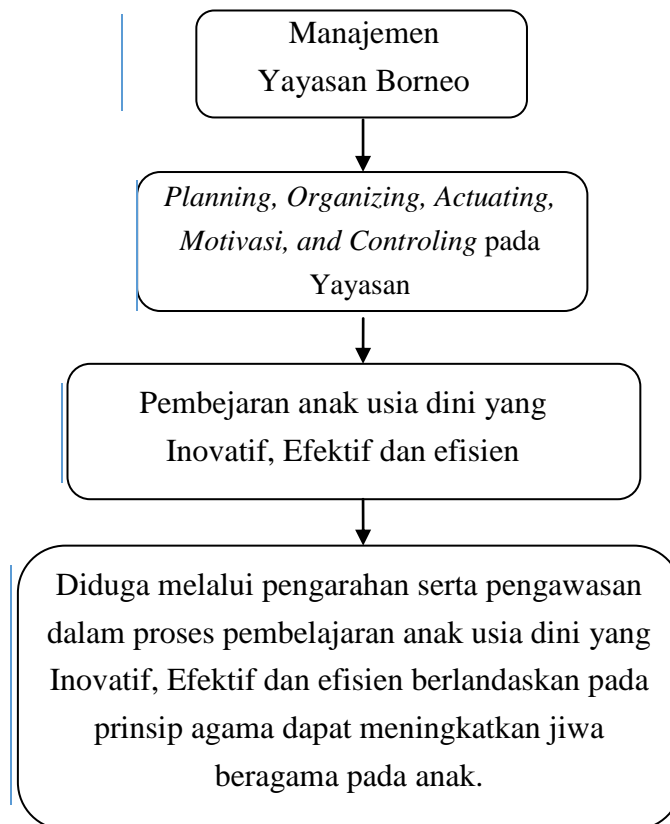 Manajemen
Yayasan Borneo
Planning, Organizing, Actuating,
Motivasi, and Controling pada
Yayasan
Pembejaran anak usia dini yang
Inovatif, Efektif dan efisien
Diduga melalui pengarahan serta pengawasan
dalam proses pembelajaran anak usia dini yang
Inovatif, Efektif dan efisien berlandaskan pada
prinsip agama dapat meningkatkan jiwa
beragama pada anak.